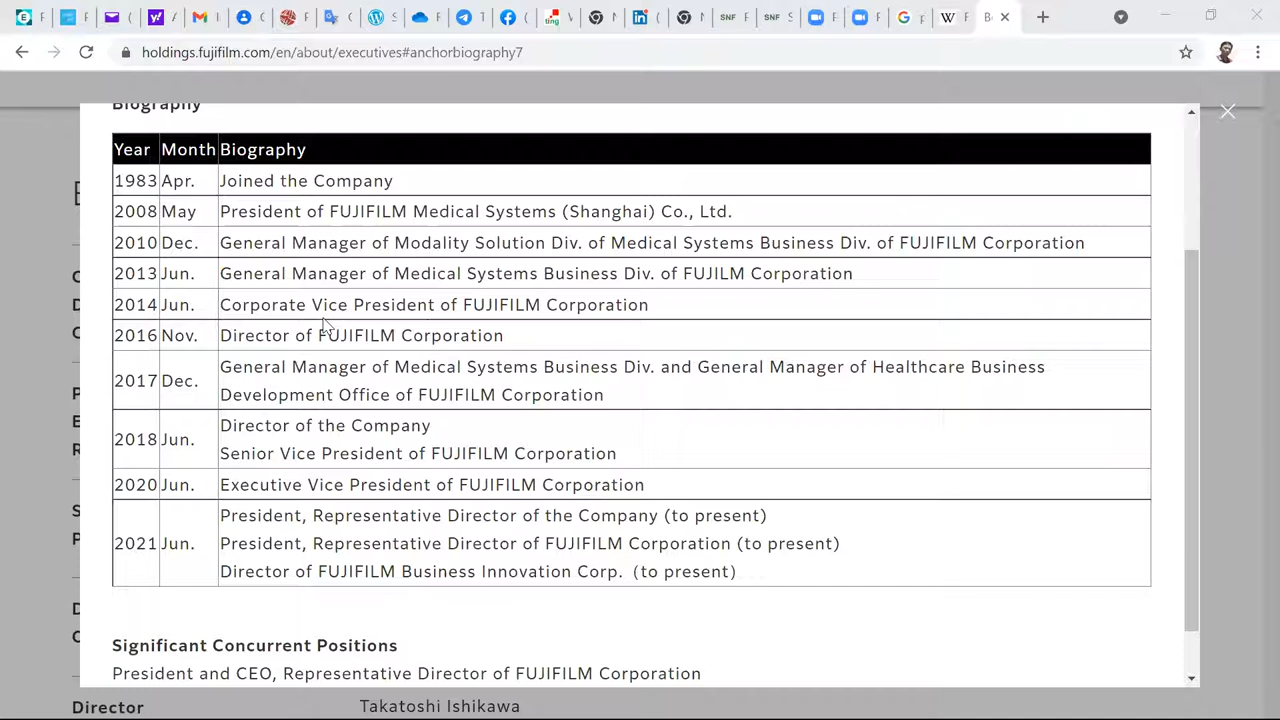 holdings.fujifilm.com/en/about/executives#anchorbiography7
Biography
Year Month Biography
1983 Apr. Joined the Company
2008 May President of FUJIFILM Medical Systems (Shanghai) Co., Ltd.
2010 Dec. General Manager of Modality Solution Div. of Medical Systems Business Div. of FUJIFILM Corporation
2013 Jun. General Manager of Medical Systems Business Div. of FUJILM Corporation
2014 Jun. Corporate Vice President of FUJIFILM Corporation
2016 Nov. Director of FUJIFILM Corporation
2017 Dec. General Manager of Medical Systems Business Div. and General Manager of Healthcare Business
Development Office of FUJIFILM Corporation
2018 Jun. Director of the Company
Senior Vice President of FUJIFILM Corporation
2020 Jun. Executive Vice President of FUJIFILM Corporation
2021 Jun. President, Representative Director of the Company (to present)
President, Representative Director of FUJIFILM Corporation (to present)
Director of FUJIFILM Business Innovation Corp. (to present)
Significant Concurrent Positions
President and CEO, Representative Director of FUJIFILM Corporation
Director Takatoshi Ishikawa